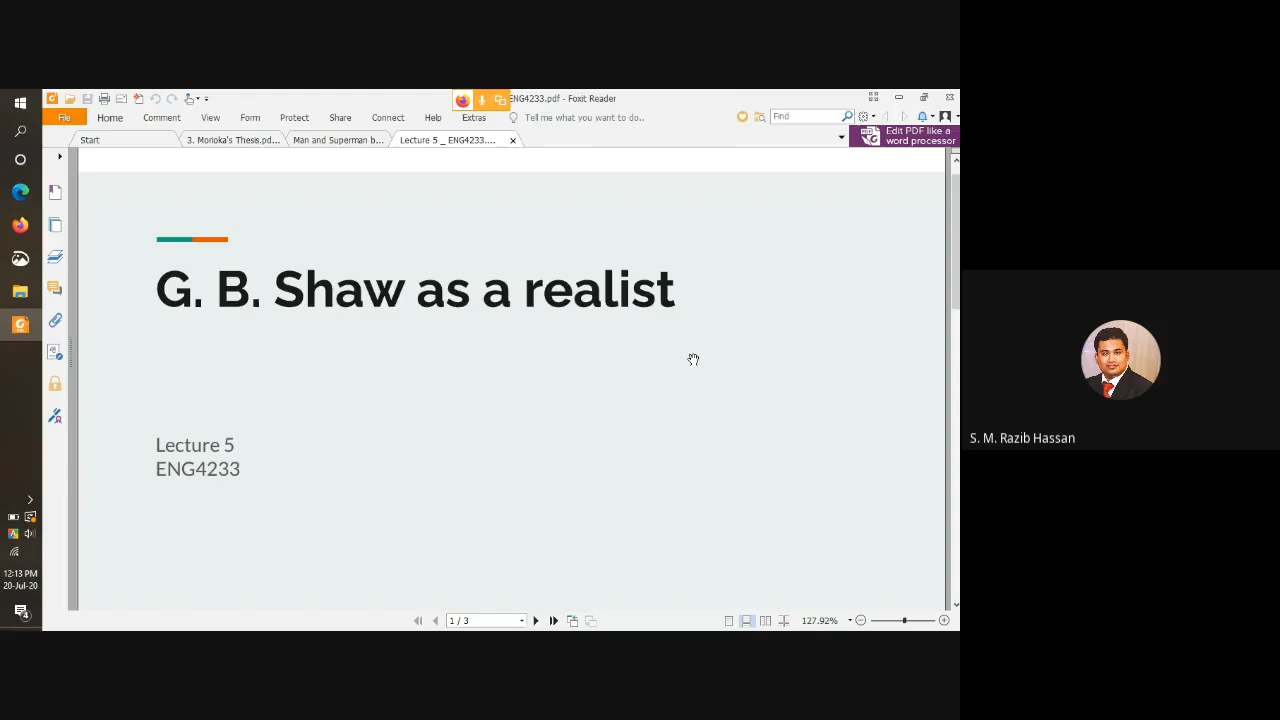 ENG4233.pdf - Foxit Reader
File Home Comment View Form Protect Share Connect Help Extras Tell me what you want to do.. Find
Edit PDF like a
word processor
Start 3. Morioka's Thesis.pd... Man and Superman b... Lecture 5 _ ENG4233....
G. B. Shaw as a realist
Lecture 5
ENG4233
S. M. Razib Hassan
12:13 PM
20-Jul-20
4
1 / 3
127.92%